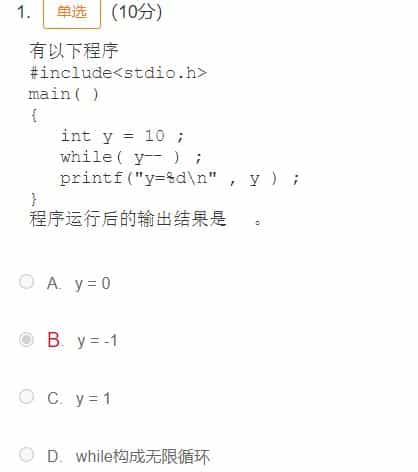 1. 单选 (10分)
有以下程序
#include<stdio.h>
main( )
{
int y = 10 ;
while( y-- ) ;
printf("y=%d\n" , y ) ;
}
程序运行后的输出结果是 。
A. y = 0
B. y = -1
C. y = 1
D. while构成无限循环